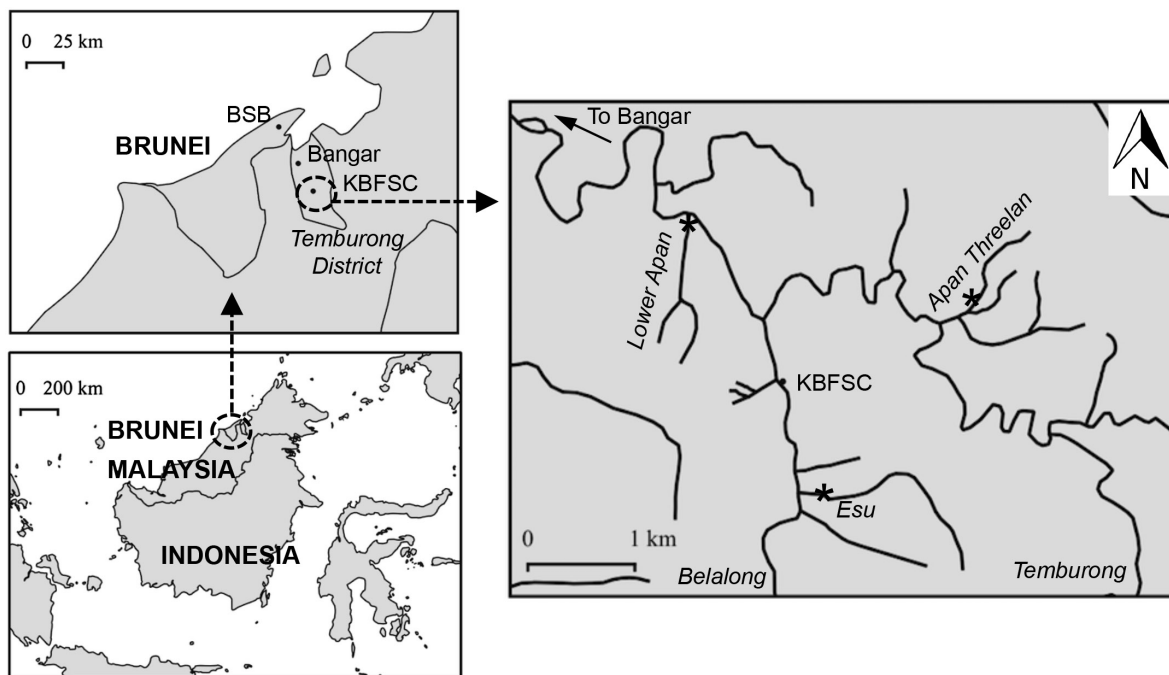 0 25 km
BSB
BRUNEI
Bangar
KBFSC
Temburong
District
0 200 km
BRUNEI
MALAYSIA
INDONESIA
To Bangar
N
Lower Apan
Apan Threelan
KBFSC
Esu
0 1 km
Belalong
Temburong